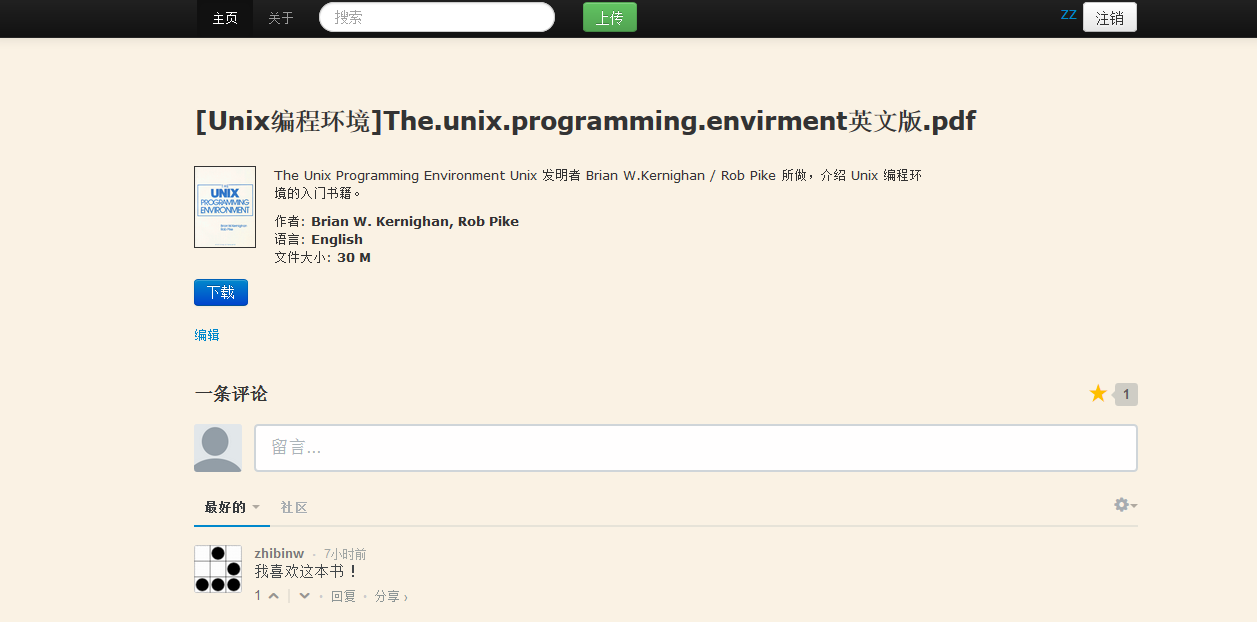 主页 关于 搜索 上传 ZZ 注销
[Unix编程环境]The.unix.programming.envirment英文版.pdf
The Unix Programming Environment Unix 发明者 Brian W.Kernighan / Rob Pike 所做，介绍 Unix 编程环
境的入门书籍。
UNIX
PROGRAMMING
ENVIRONMENT
作者: Brian W. Kernighan, Rob Pike
语言: English
文件大小: 30 M
下载
编辑
一条评论 1
留言...
最好的 社区
zhibinw · 7小时前
我喜欢这本书！
1 · 回复 · 分享 ›